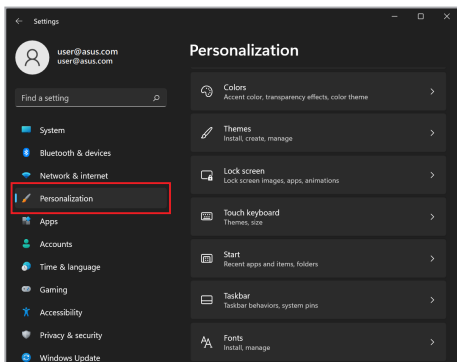 Settings
user@asus.com
user@asus.com
Find a setting
System
Bluetooth & devices
Network & internet
Personalization
Apps
Accounts
Time & language
Gaming
Accessibility
Privacy & security
Windows Update
Personalization
Colors
Accent color, transparency effects, color theme
Themes
Install, create, manage
Lock screen
Lock screen images, apps, animations
Touch keyboard
Themes, size
Start
Recent apps and items, folders
Taskbar
Taskbar behaviors, system pins
Fonts
Install, manage